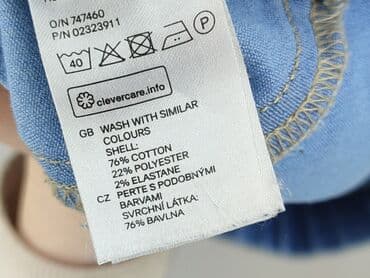 O/N 747460
P/N 02323911
40
P
clevercare.info
GB WASH WITH SIMILAR
COLOURS
SHELL:
76% COTTON
22% POLYESTER
2% ELASTANE
CZ PERTE S PODOBNÝMI
BARVAMI
SVRCHNÍ LÁTKA:
76% BAVLNA